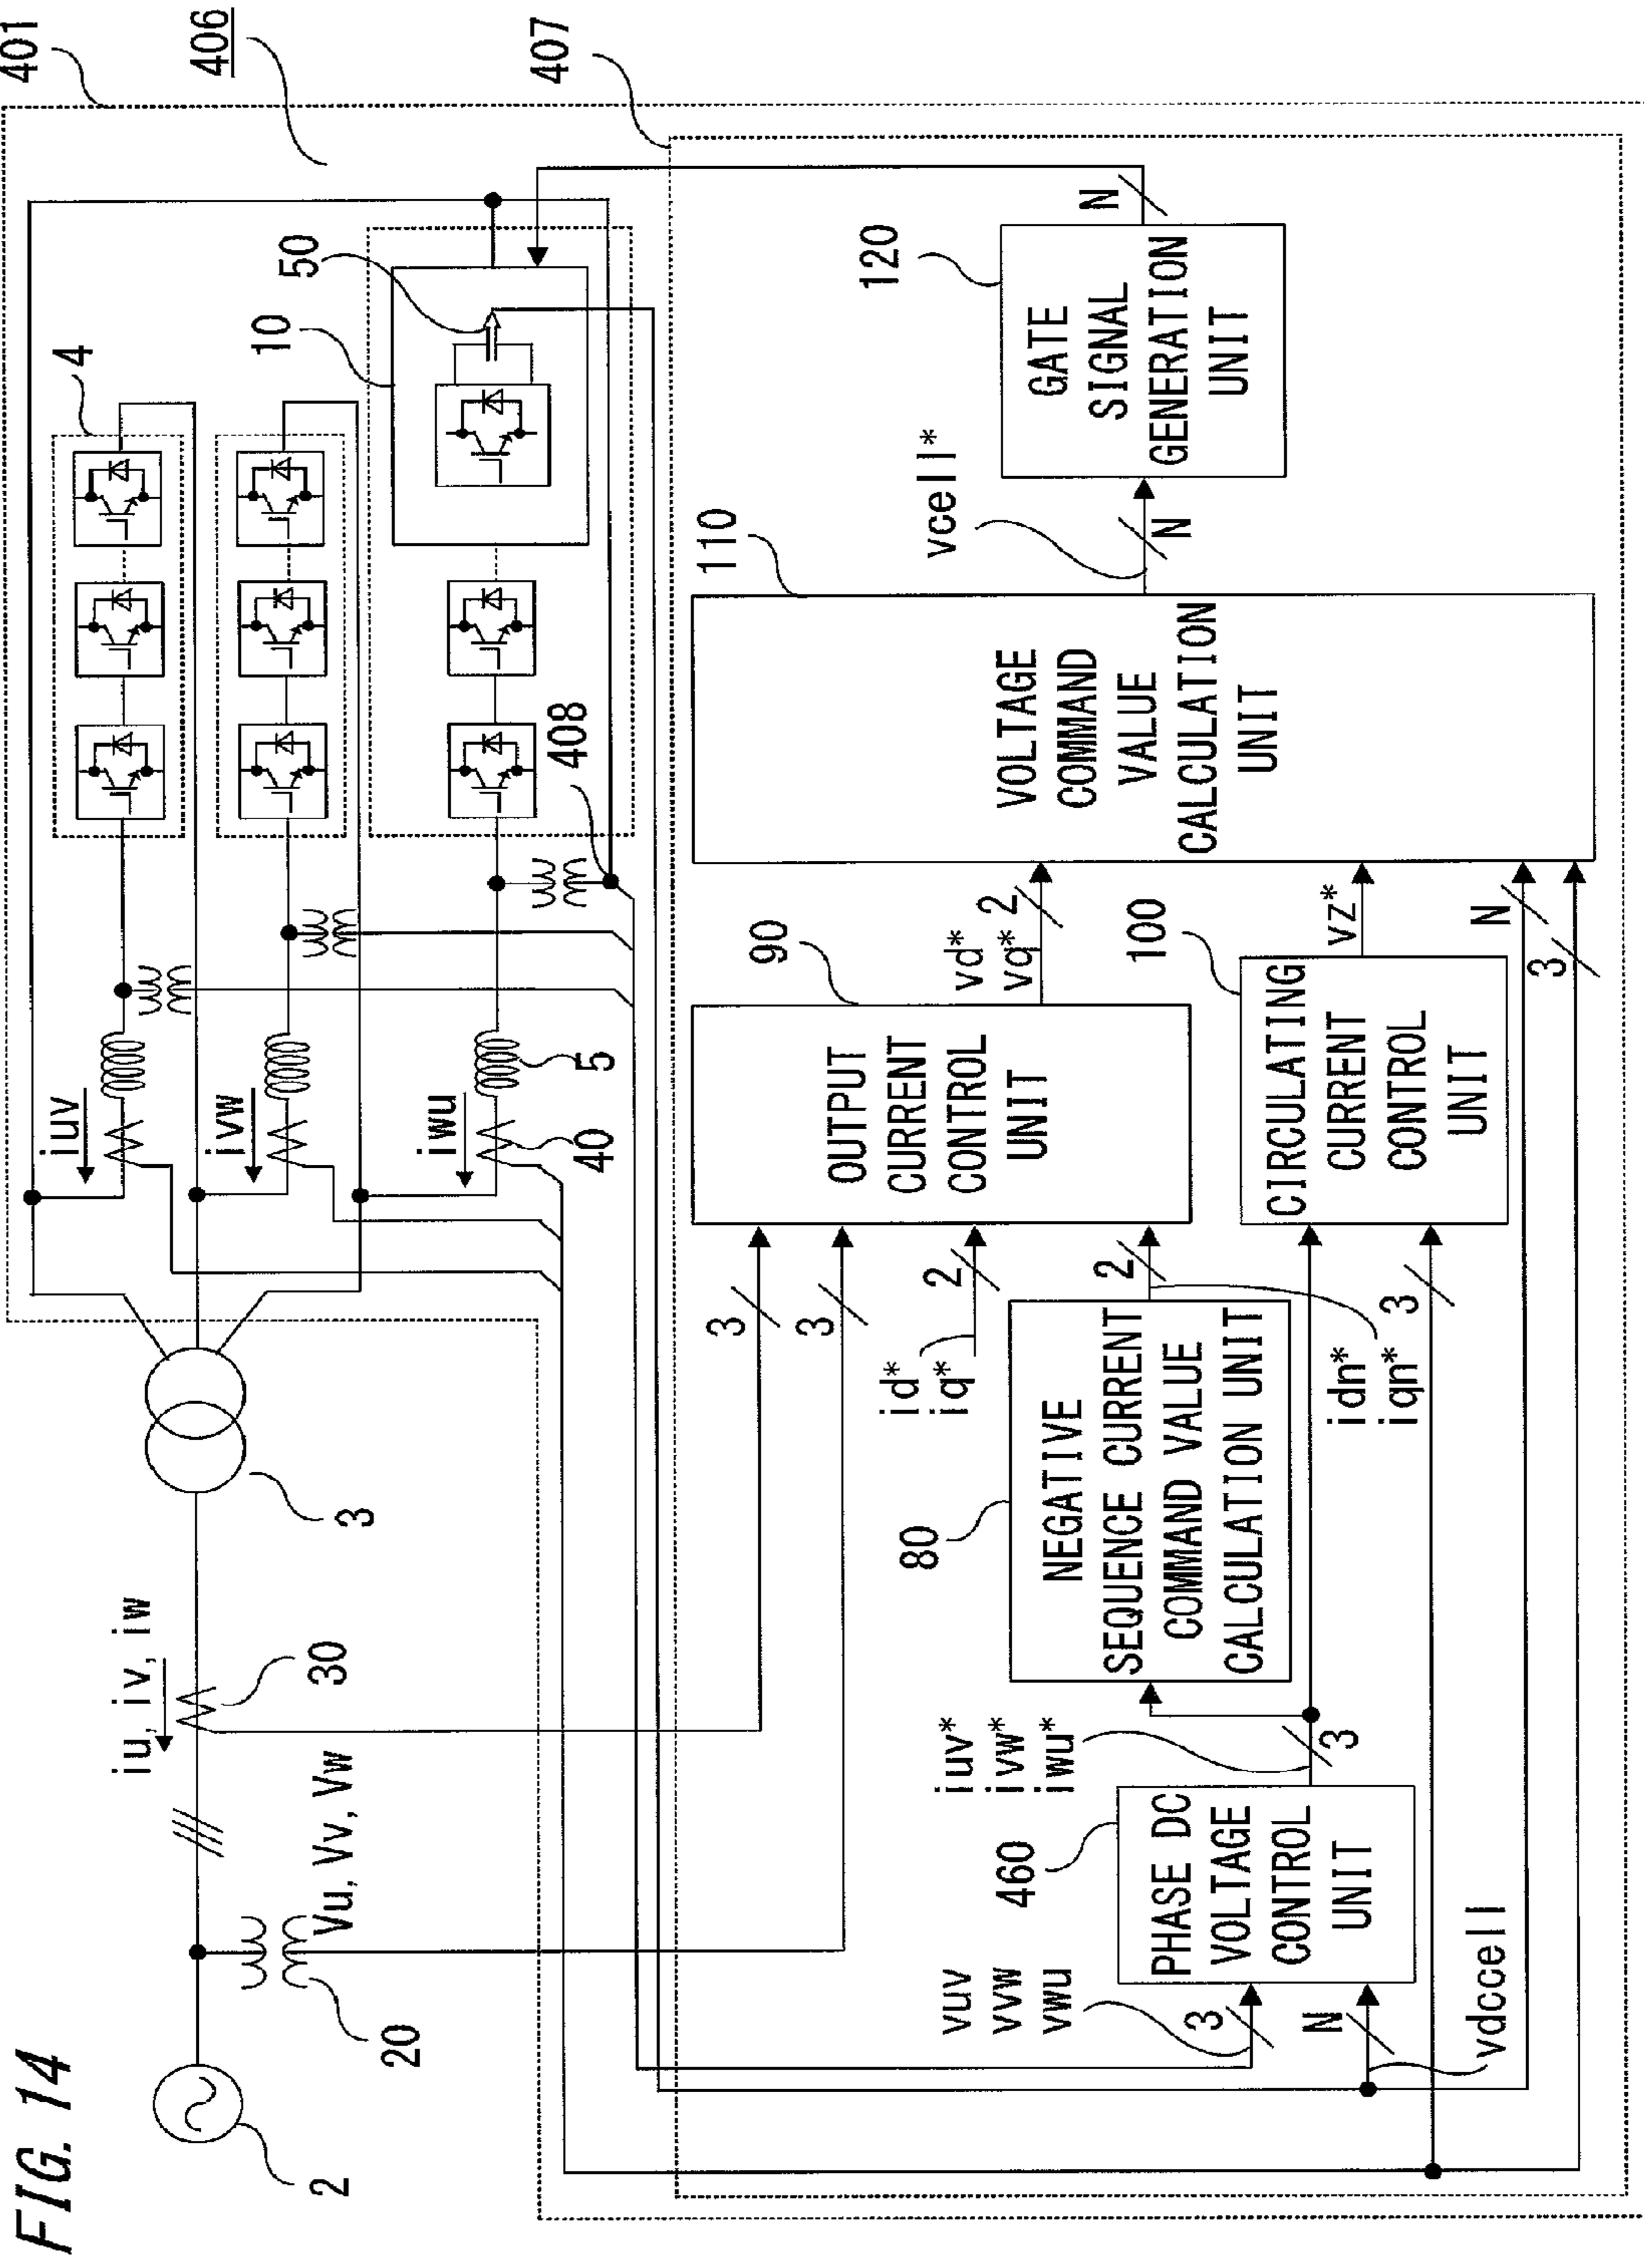 FIG. 14
401
406
407
2
20
Vu, Vv, Vw
iu, iv, iw
30
3
iuv
ivw
iwu
40
5
4
10
50
408
vuv
vvw
vwu
3
N
vdccell
460
PHASE DC
VOLTAGE
CONTROL
UNIT
iuv*
ivw*
iwu*
3
80
NEGATIVE
SEQUENCE CURRENT
COMMAND VALUE
CALCULATION UNIT
idn*
iqn*
3
3
id*
iq*
2
2
3
90
OUTPUT
CURRENT
CONTROL
UNIT
100
CIRCULATING
CURRENT
CONTROL
UNIT
vd*
vq*
2
vz*
N
3
110
VOLTAGE
COMMAND
VALUE
CALCULATION
UNIT
vcell*
N
120
GATE
SIGNAL
GENERATION
UNIT
N